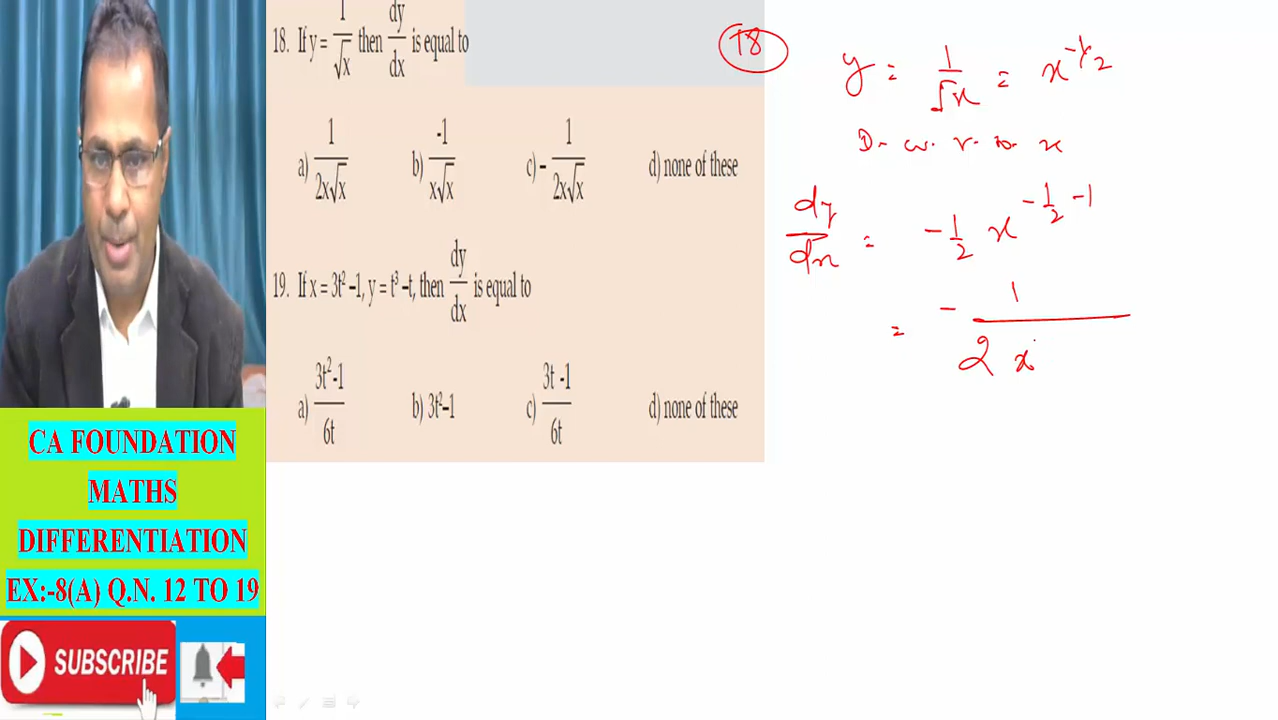 18. If y = 1/√x then dy/dx is equal to
a) 1/2x√x b) -1/x√x c) – 1/2x√x d) none of these
19. If x = 3t² –1, y = t³ –t, then dy/dx is equal to
a) 3t²-1/6t b) 3t²–1 c) 3t -1/6t d) none of these
18
y = 1/√x = x^-1/2
D. w. r. to x
dy/dx = -1/2 x^-1/2 -1
= - 1/2 x
CA FOUNDATION
MATHS
DIFFERENTIATION
EX:-8(A) Q.N. 12 TO 19
SUBSCRIBE